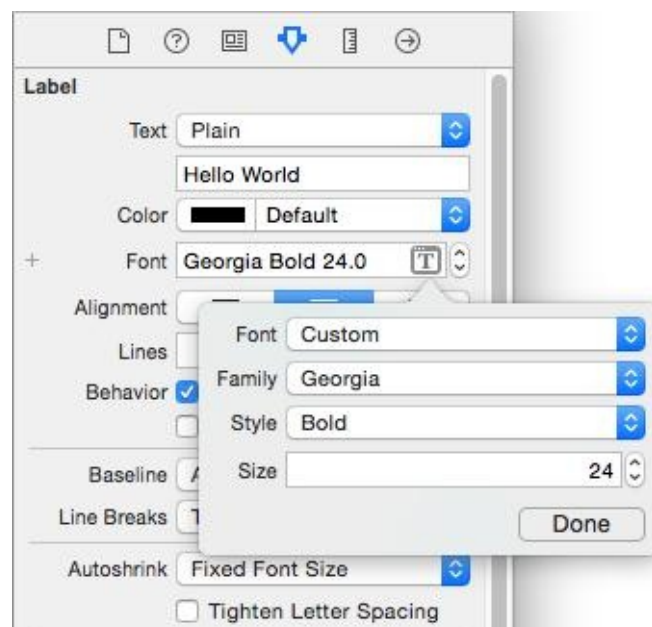 Label
Text Plain
Hello World
Color Default
+ Font Georgia Bold 24.0 T
Alignment
Font Custom
Lines
Family Georgia
Behavior
Style Bold
Baseline
Size 24
Line Breaks
Done
Autoshrink Fixed Font Size
Tighten Letter Spacing